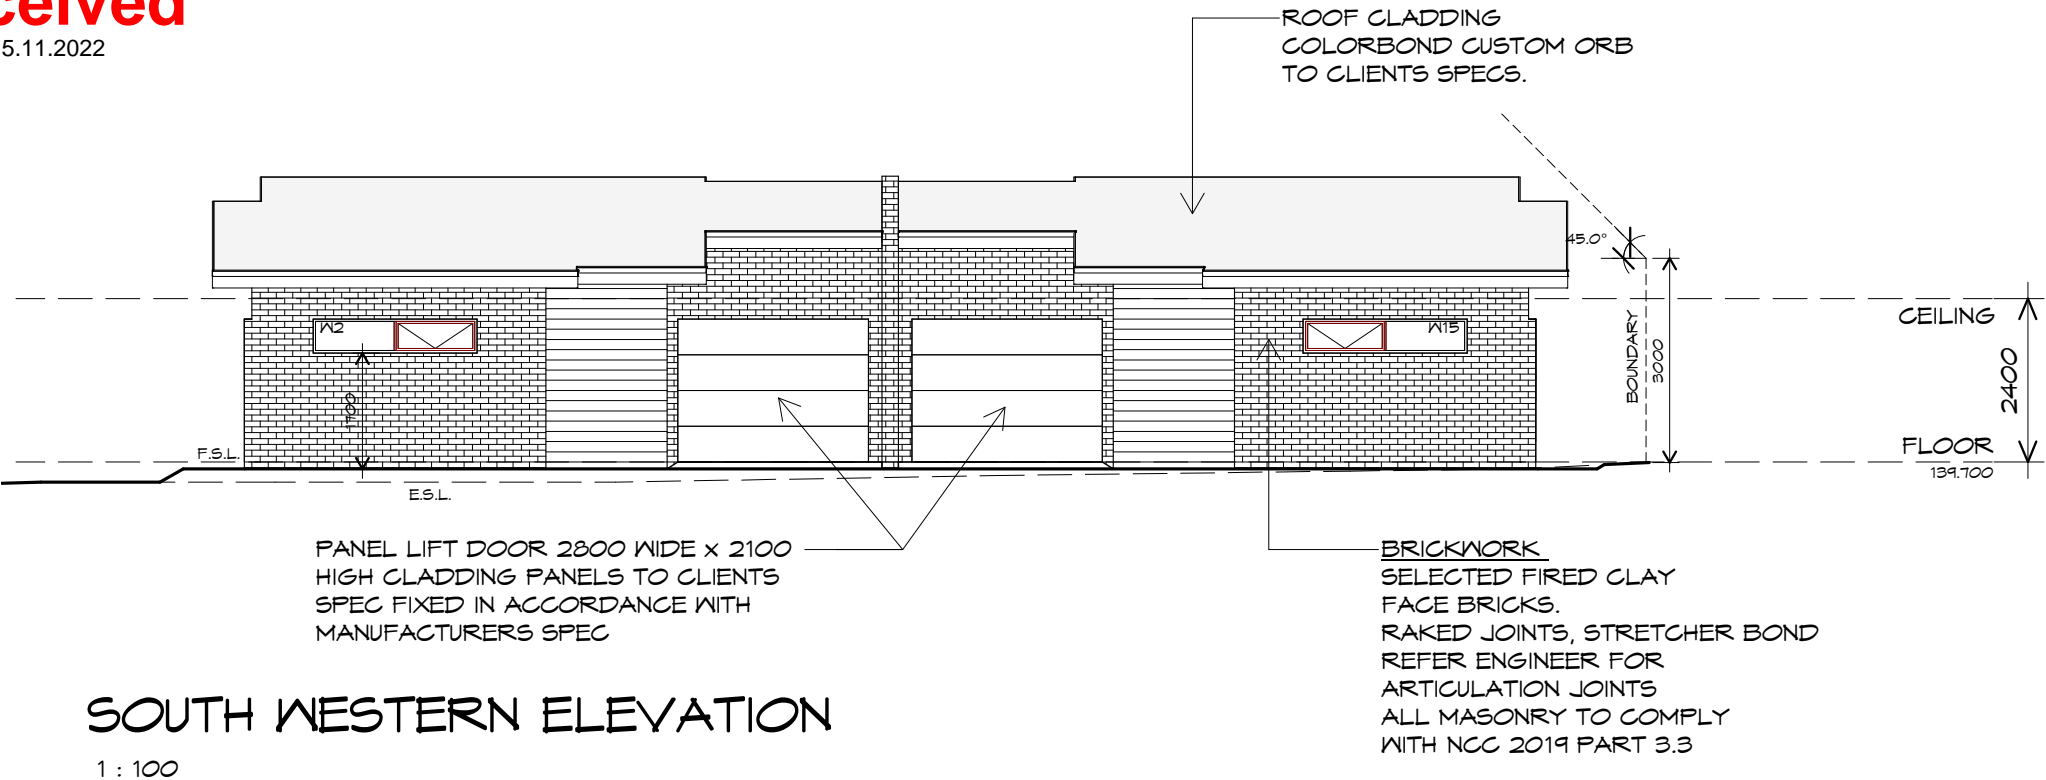 5.11.2022
ROOF CLADDING
COLORBOND CUSTOM ORB
TO CLIENTS SPECS.
45.0°
W2
W15
1700
BOUNDARY
3000
CEILING
2400
FLOOR
139.700
F.S.L.
E.S.L.
PANEL LIFT DOOR 2800 WIDE x 2100
HIGH CLADDING PANELS TO CLIENTS
SPEC FIXED IN ACCORDANCE WITH
MANUFACTURERS SPEC
BRICKWORK
SELECTED FIRED CLAY
FACE BRICKS.
RAKED JOINTS, STRETCHER BOND
REFER ENGINEER FOR
ARTICULATION JOINTS
ALL MASONRY TO COMPLY
WITH NCC 2019 PART 3.3
SOUTH WESTERN ELEVATION
1 : 100